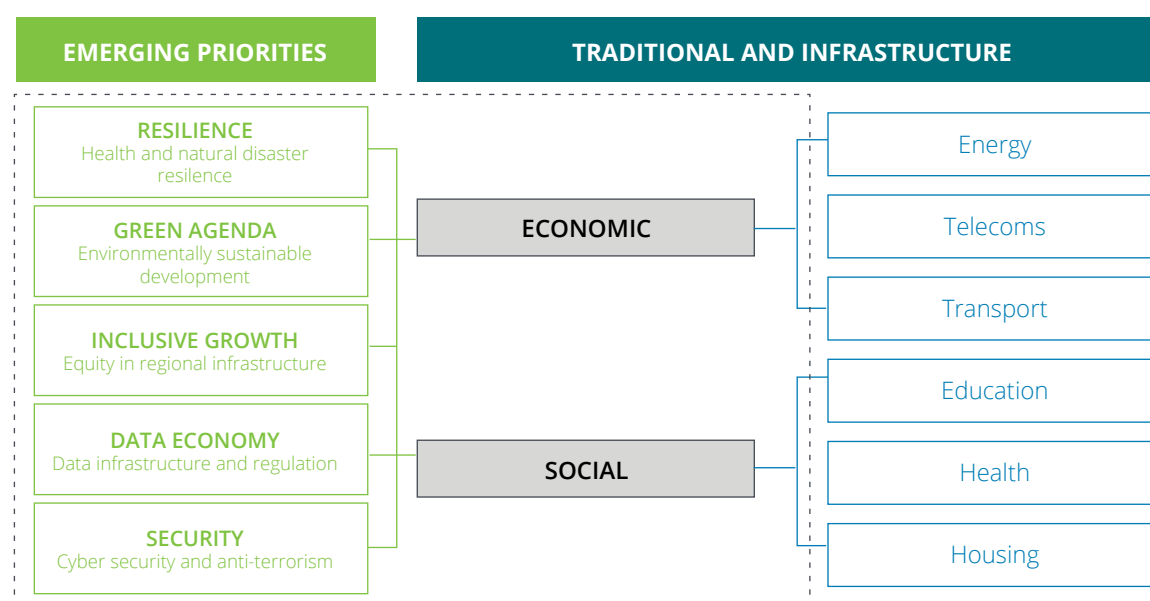 EMERGING PRIORITIES
TRADITIONAL AND INFRASTRUCTURE
RESILIENCE
Health and natural disaster
resilence
GREEN AGENDA
Environmentally sustainable
development
INCLUSIVE GROWTH
Equity in regional infrastructure
DATA ECONOMY
Data infrastructure and regulation
SECURITY
Cyber security and anti-terrorism
ECONOMIC
SOCIAL
Energy
Telecoms
Transport
Education
Health
Housing